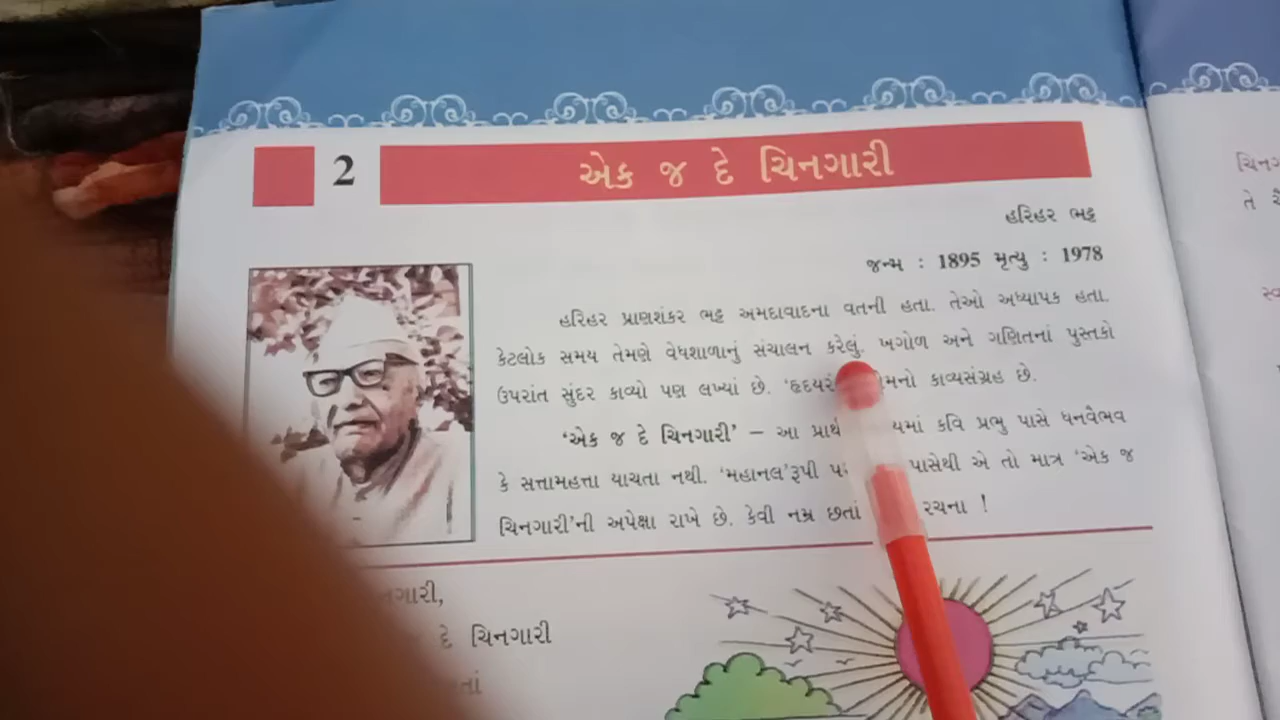 2
એક જ દે ચિનગારી
હરિહર ભટ્ટ
જન્મ : 1895 મૃત્યુ : 1978
હરિહર પ્રાણશંકર ભટ્ટ અમદાવાદના વતની હતા. તેઓ અધ્યાપક હતા.
કેટલોક સમય તેમણે વેધશાળાનું સંચાલન કરેલું. ખગોળ અને ગણિતનાં પુસ્તકો
ઉપરાંત સુંદર કાવ્યો પણ લખ્યાં છે. કાવ્યસંગ્રહ છે.
‘એક જ દે ચિનગારી’ – આ કવિ પ્રભુ પાસે ધનવૈભવ
કે સત્તામહત્તા યાચતા નથી. ‘મહાનલ’રૂપી પાસેથી એ તો માત્ર ‘એક જ
ચિનગારી’ની અપેક્ષા રાખે છે. કેવી નમ્ર છતાં રચના !
દે ચિનગારી